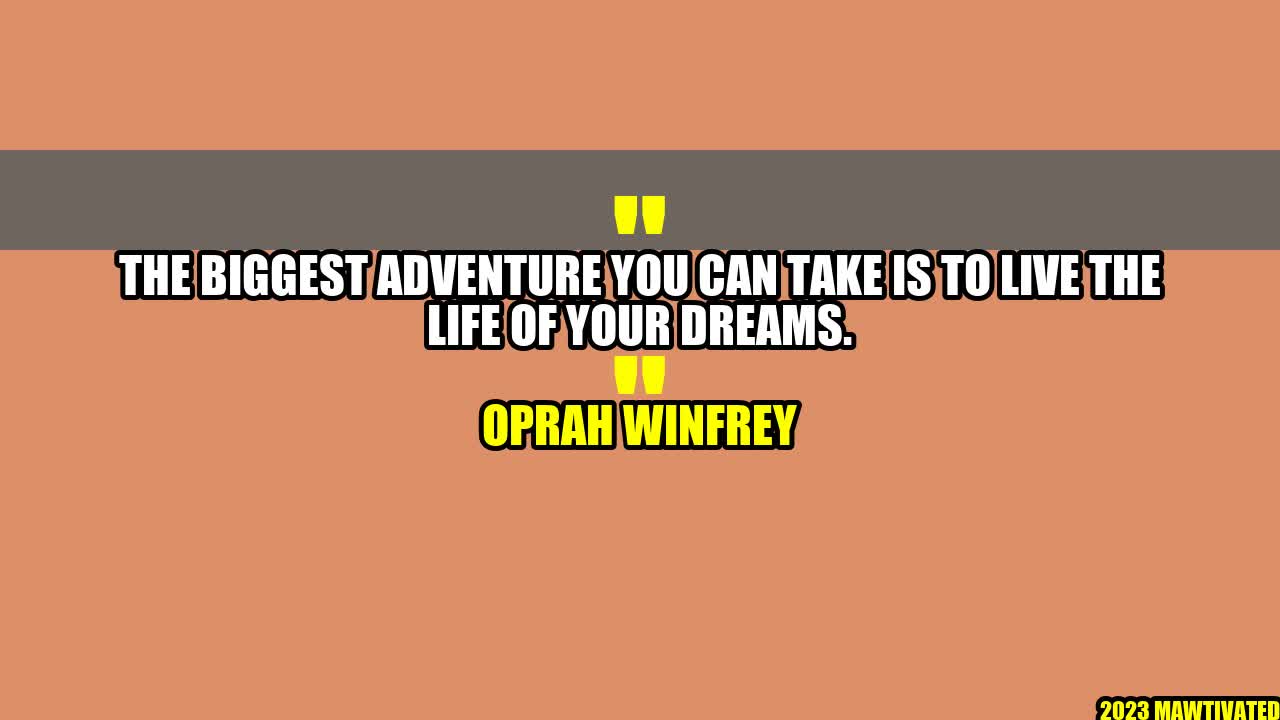 "
THE BIGGEST ADVENTURE YOU CAN TAKE IS TO LIVE THE
LIFE OF YOUR DREAMS.
"
OPRAH WINFREY
2023 MAWTIVATED